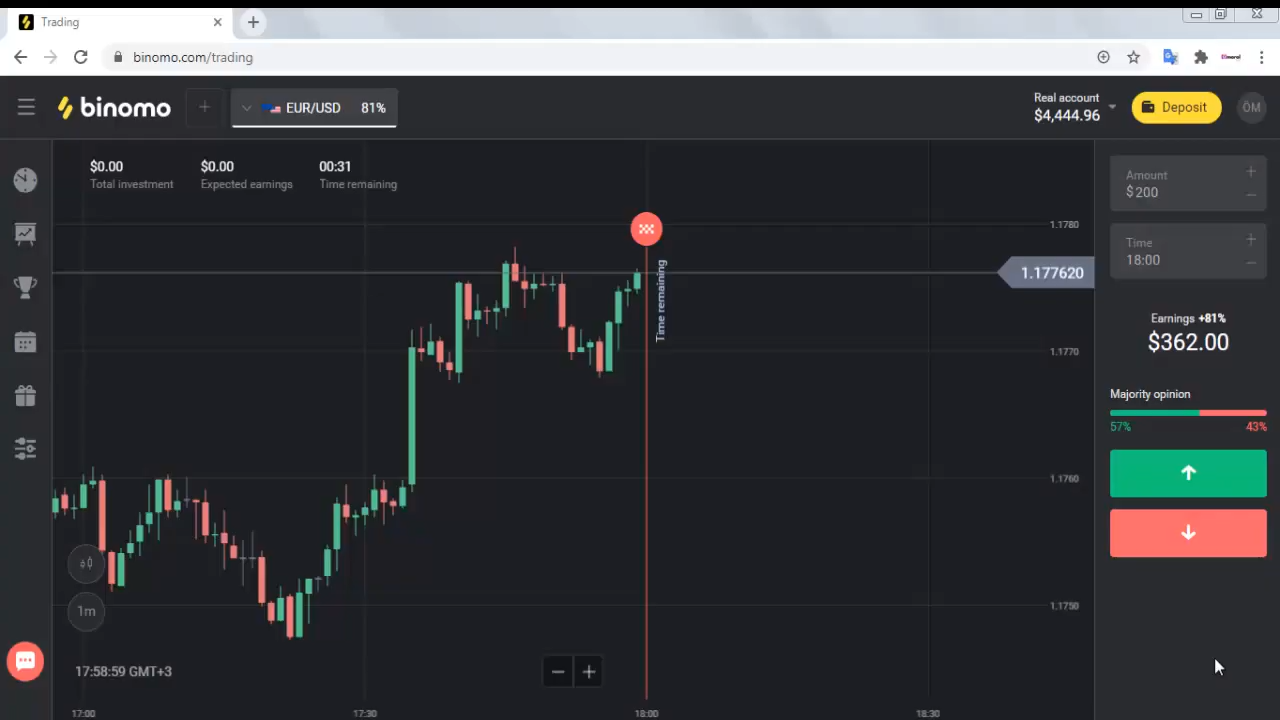 Trading
binomo.com/trading
binomo
EUR/USD 81%
Real account
$4,444.96
Deposit
ÖM
$0.00 $0.00 00:31
Total investment Expected earnings Time remaining
Time remaining
1.1780
1.177620
1.1770
1.1760
1.1750
Amount
$200
Time
18:00
Earnings +81%
$362.00
Majority opinion
57% 43%
1m
17:58:59 GMT+3
17:00 17:30 18:00 18:30